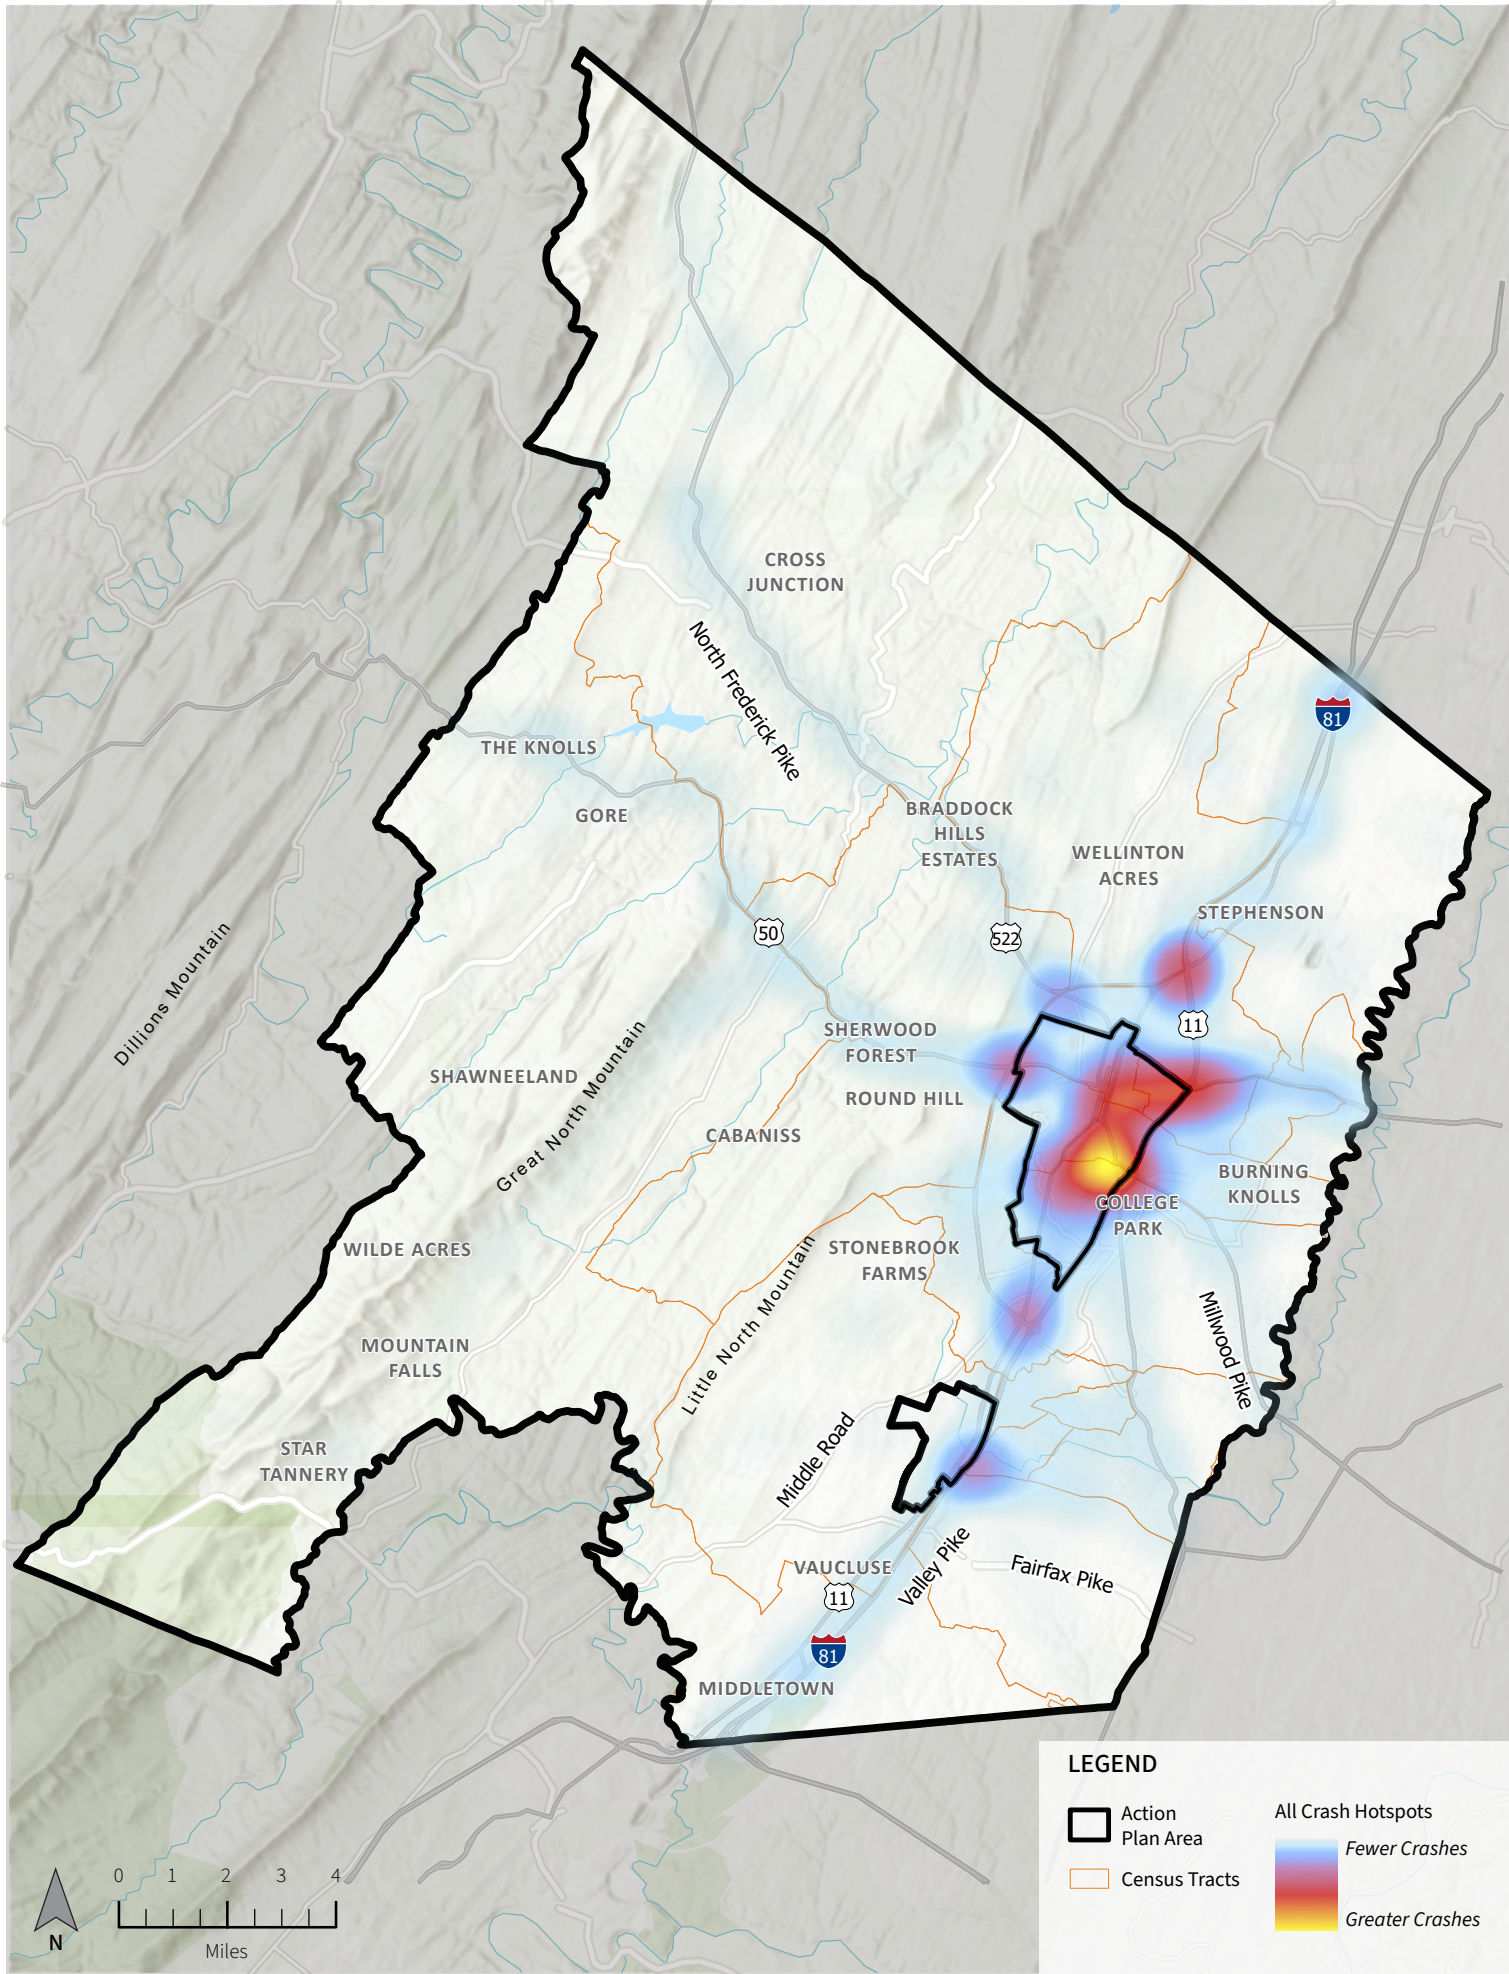 CROSS
JUNCTION
North Frederick Pike
81
THE KNOLLS
GORE
BRADDOCK
HILLS
ESTATES
WELLINTON
ACRES
STEPHENSON
50
522
Dillions Mountain
11
SHERWOOD
FOREST
SHAWNEELAND
Great North Mountain
ROUND HILL
CABANISS
BURNING
KNOLLS
COLLEGE
PARK
WILDE ACRES
STONEBROOK
FARMS
Little North Mountain
Millwood Pike
MOUNTAIN
FALLS
STAR
TANNERY
Middle Road
VAUCLUSE
Valley Pike
Fairfax Pike
11
81
MIDDLETOWN
LEGEND
Action
Plan Area
Census Tracts
All Crash Hotspots
Fewer Crashes
Greater Crashes
0 1 2 3 4
Miles
N